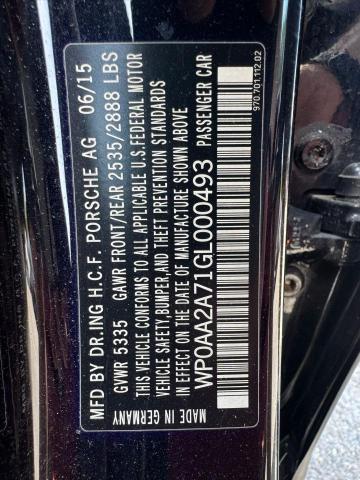 MFD BY DR.ING H.C.F. PORSCHE AG 06/15
GVWR 5335 GAWR FRONT/REAR 2535/2888 LBS
THIS VEHICLE CONFORMS TO ALL APPLICABLE U.S.FEDERAL MOTOR
VEHICLE SAFETY,BUMPER,AND THEFT PREVENTION STANDARDS
IN EFFECT ON THE DATE OF MANUFACTURE SHOWN ABOVE
WP0AA2A71GL000493 PASSENGER CAR
MADE IN GERMANY
970.701.112.02